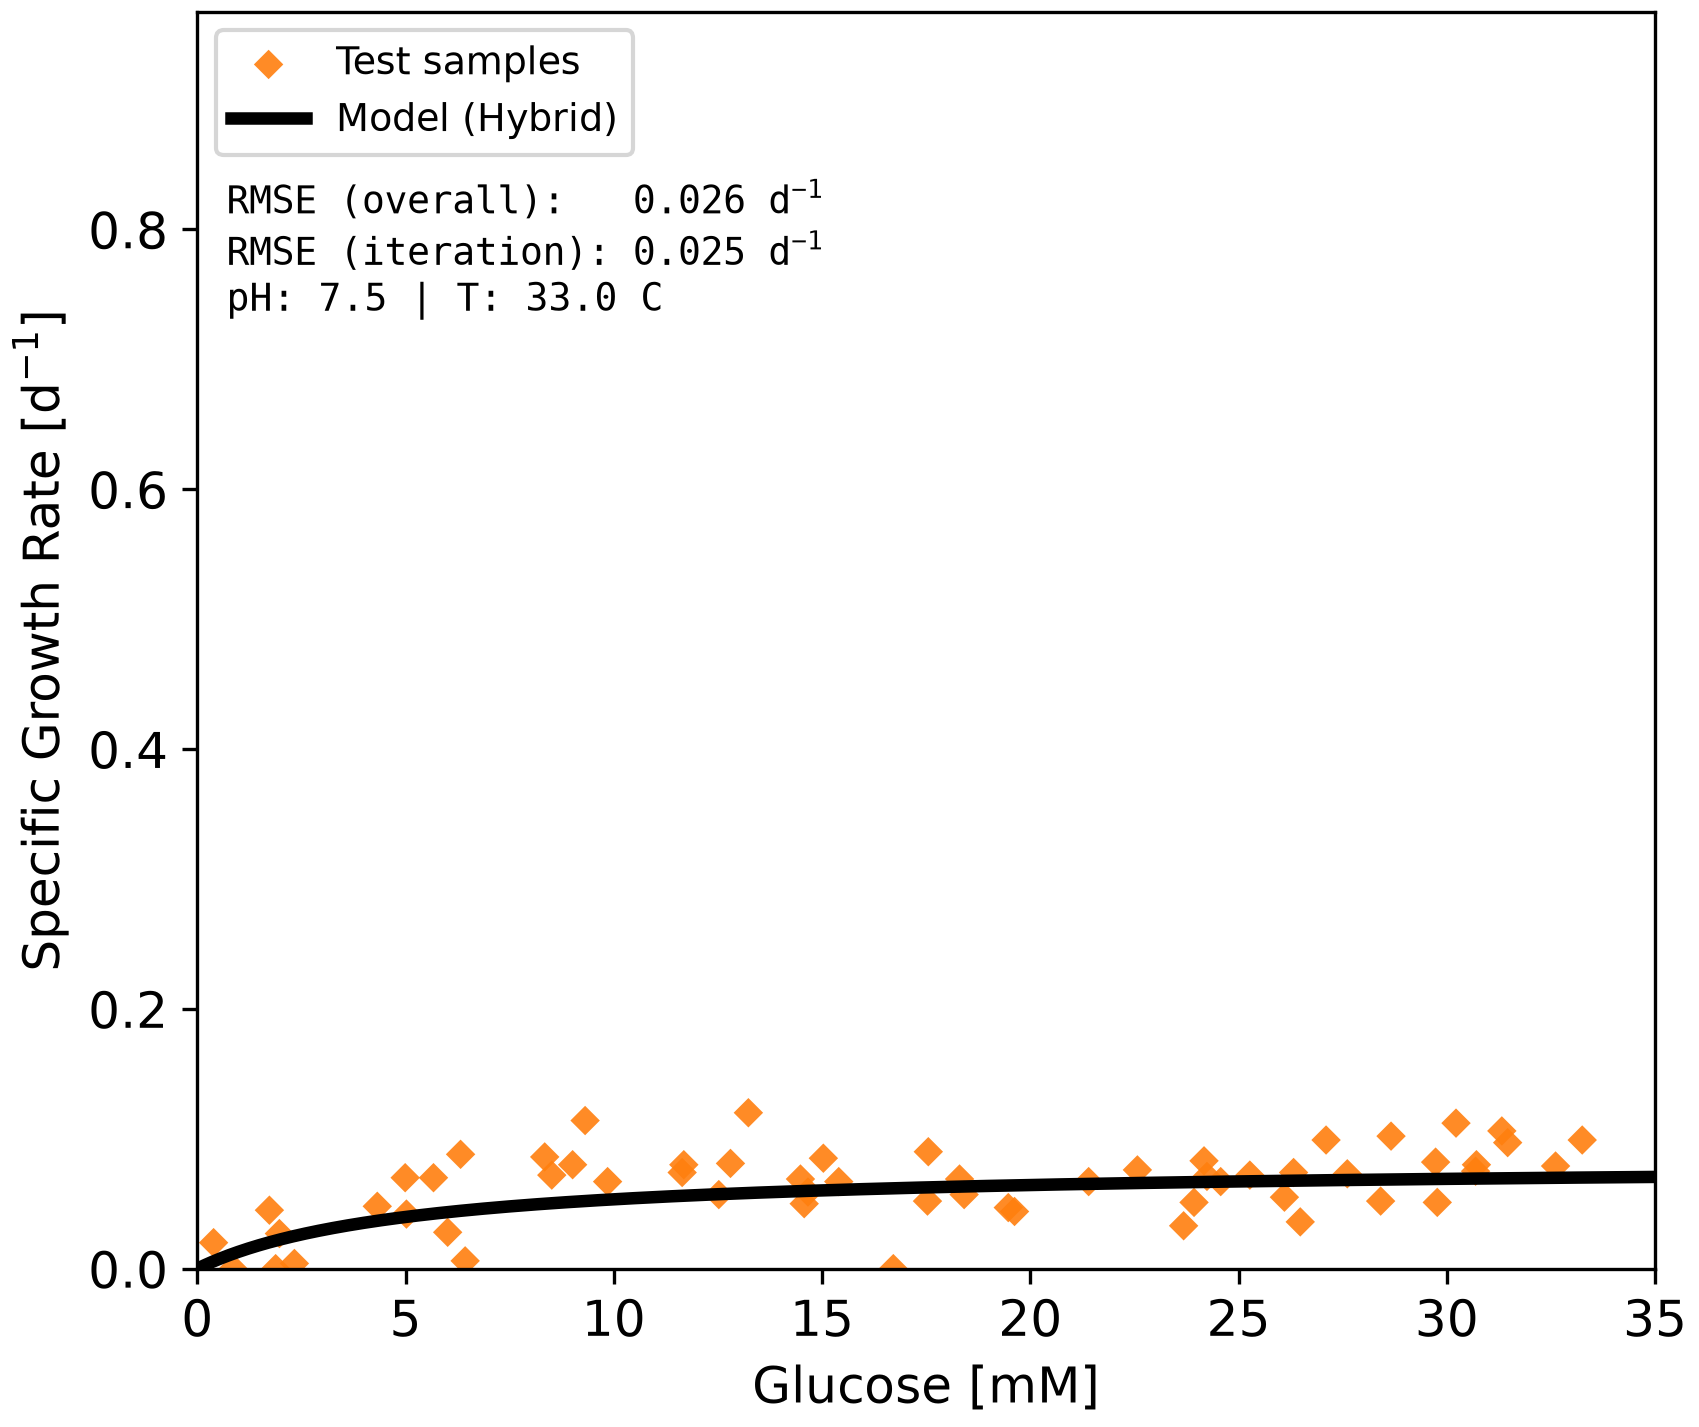 Test samples
Model (Hybrid)
RMSE (overall):   0.026 d⁻¹
RMSE (iteration): 0.025 d⁻¹
pH: 7.5 | T: 33.0 C
Specific Growth Rate [d⁻¹]
0.8
0.6
0.4
0.2
0.0
0 5 10 15 20 25 30 35
Glucose [mM]